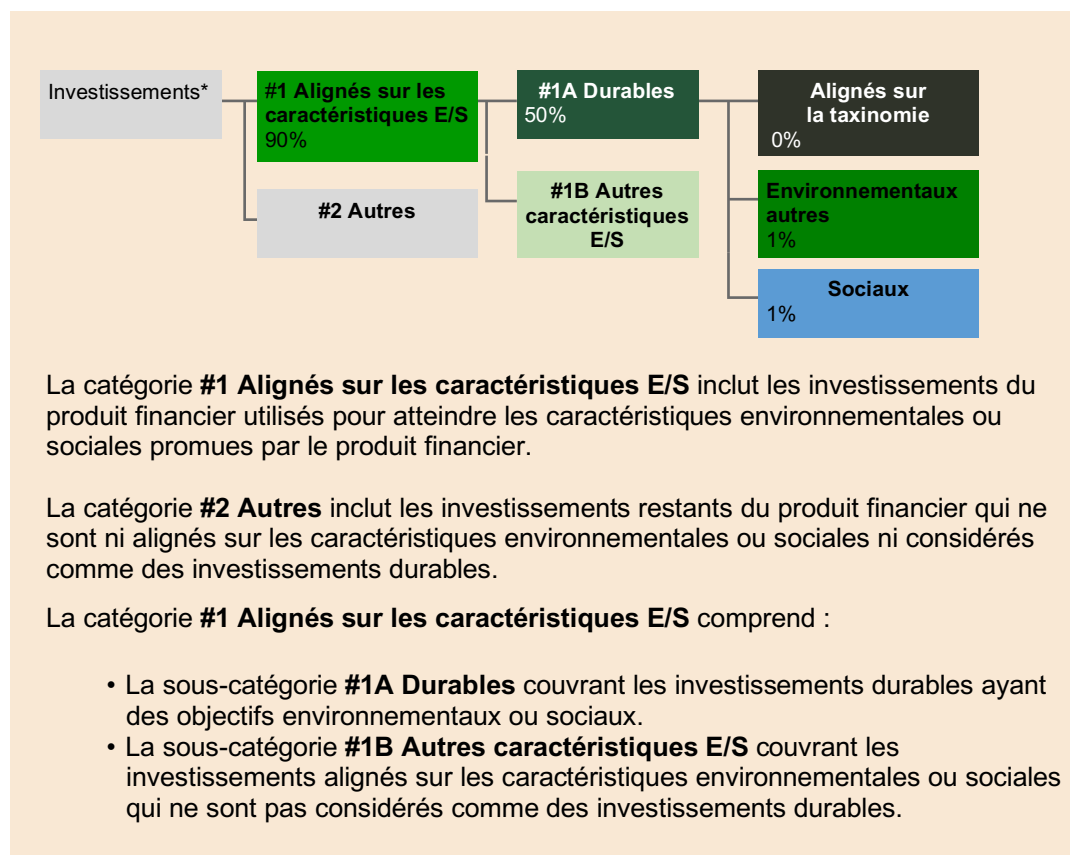 Investissements*
#1 Alignés sur les
caractéristiques E/S
90%
#2 Autres
#1A Durables
50%
#1B Autres
caractéristiques
E/S
Alignés sur
la taxinomie
0%
Environnementaux
autres
1%
Sociaux
1%
La catégorie #1 Alignés sur les caractéristiques E/S inclut les investissements du
produit financier utilisés pour atteindre les caractéristiques environnementales ou
sociales promues par le produit financier.
La catégorie #2 Autres inclut les investissements restants du produit financier qui ne
sont ni alignés sur les caractéristiques environnementales ou sociales ni considérés
comme des investissements durables.
La catégorie #1 Alignés sur les caractéristiques E/S comprend :
• La sous-catégorie #1A Durables couvrant les investissements durables ayant
des objectifs environnementaux ou sociaux.
• La sous-catégorie #1B Autres caractéristiques E/S couvrant les
investissements alignés sur les caractéristiques environnementales ou sociales
qui ne sont pas considérés comme des investissements durables.